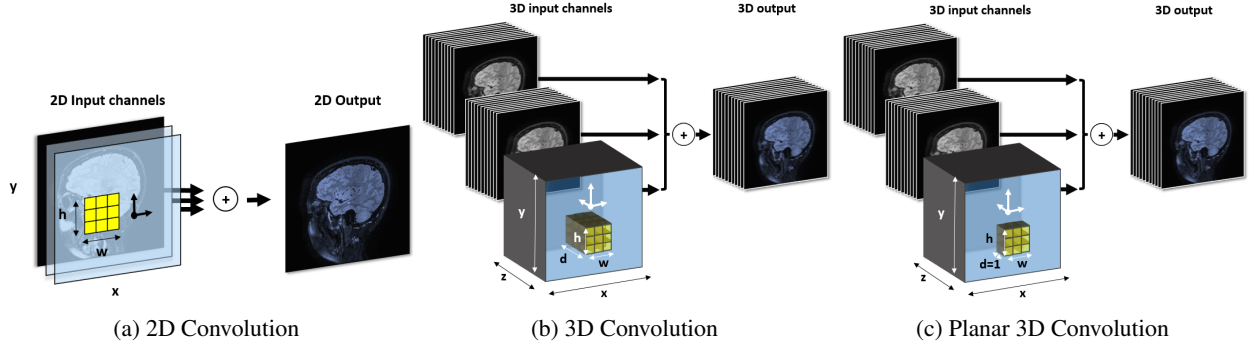 2D Input channels
2D Output
y
h
w
x
+
(a) 2D Convolution
3D input channels
3D output
+
y
h
d
w
z
x
(b) 3D Convolution
3D input channels
3D output
+
y
h
d=1
w
z
x
(c) Planar 3D Convolution